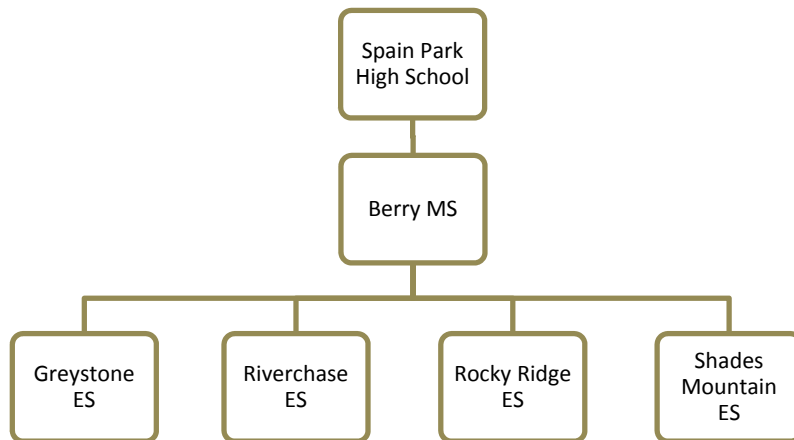 Spain Park
High School
Berry MS
Greystone
ES
Riverchase
ES
Rocky Ridge
ES
Shades
Mountain
ES